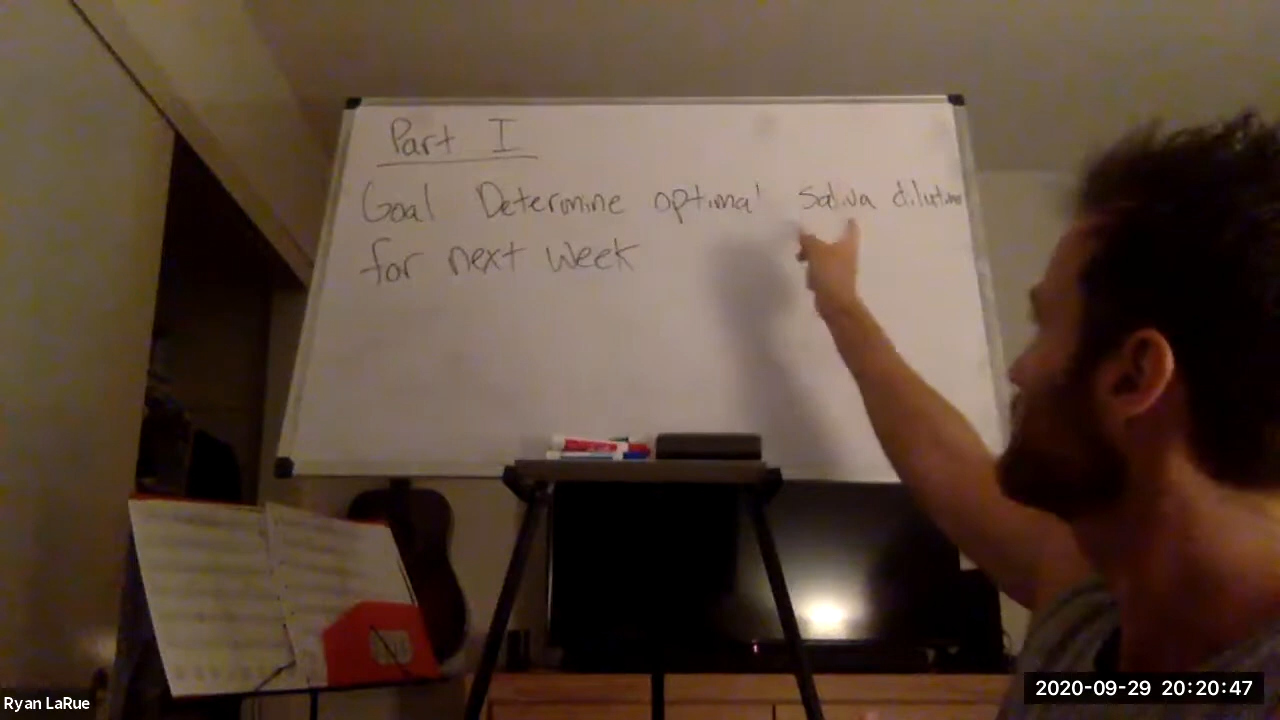 Part I
Goal Determine optimal Saliva dilution
for next week
Ryan LaRue
2020-09-29 20:20:47